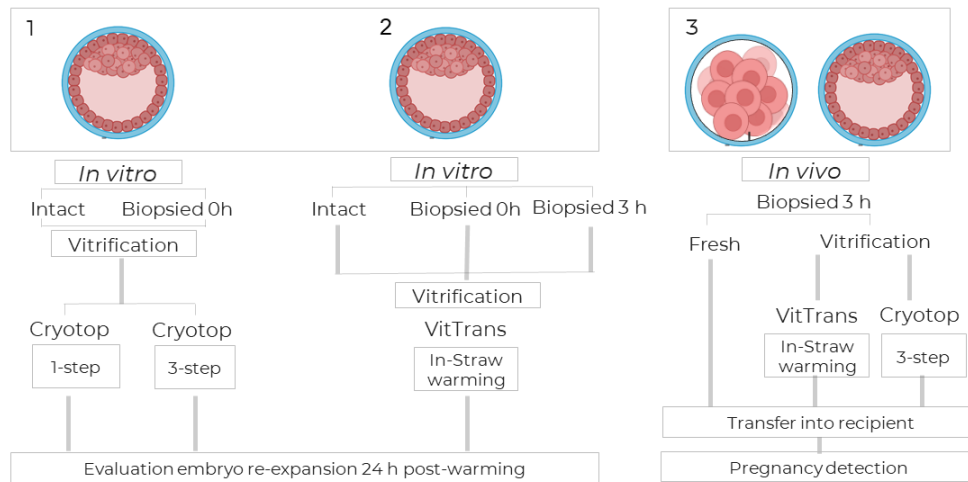 1
2
3
In vitro
In vitro
In vivo
Intact
Biopsied 0h
Intact
Biopsied 0h
Biopsied 3 h
Biopsied 3 h
Vitrification
Fresh
Vitrification
Vitrification
Cryotop
Cryotop
VitTrans
VitTrans
Cryotop
1-step
3-step
In-Straw
warming
In-Straw
warming
3-step
Transfer into recipient
Evaluation embryo re-expansion 24 h post-warming
Pregnancy detection